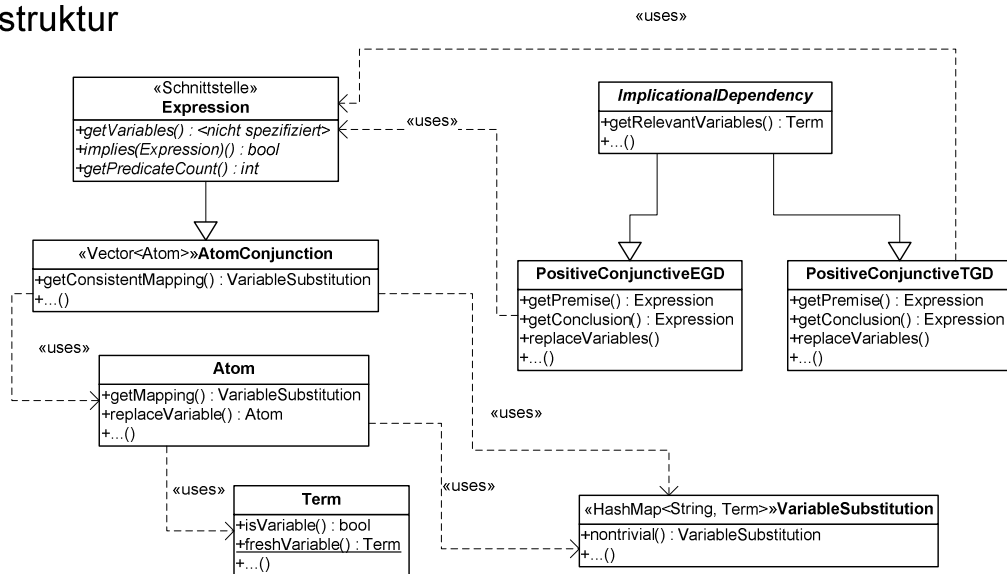 struktur
«uses»
«Schnittstelle»
Expression
+getVariables() : <nicht spezifiziert>
+implies(Expression)() : bool
+getPredicateCount() : int
«uses»
ImplicationalDependency
+getRelevantVariables() : Term
+...()
«Vector<Atom>»AtomConjunction
+getConsistentMapping() : VariableSubstitution
+...()
PositiveConjunctiveEGD
+getPremise() : Expression
+getConclusion() : Expression
+replaceVariables()
+...()
PositiveConjunctiveTGD
+getPremise() : Expression
+getConclusion() : Expression
+replaceVariables()
+...()
«uses»
Atom
+getMapping() : VariableSubstitution
+replaceVariable() : Atom
+...()
«uses»
«uses»
«uses»
Term
+isVariable() : bool
+freshVariable() : Term
+...()
«HashMap<String, Term>»VariableSubstitution
+nontrivial() : VariableSubstitution
+...()